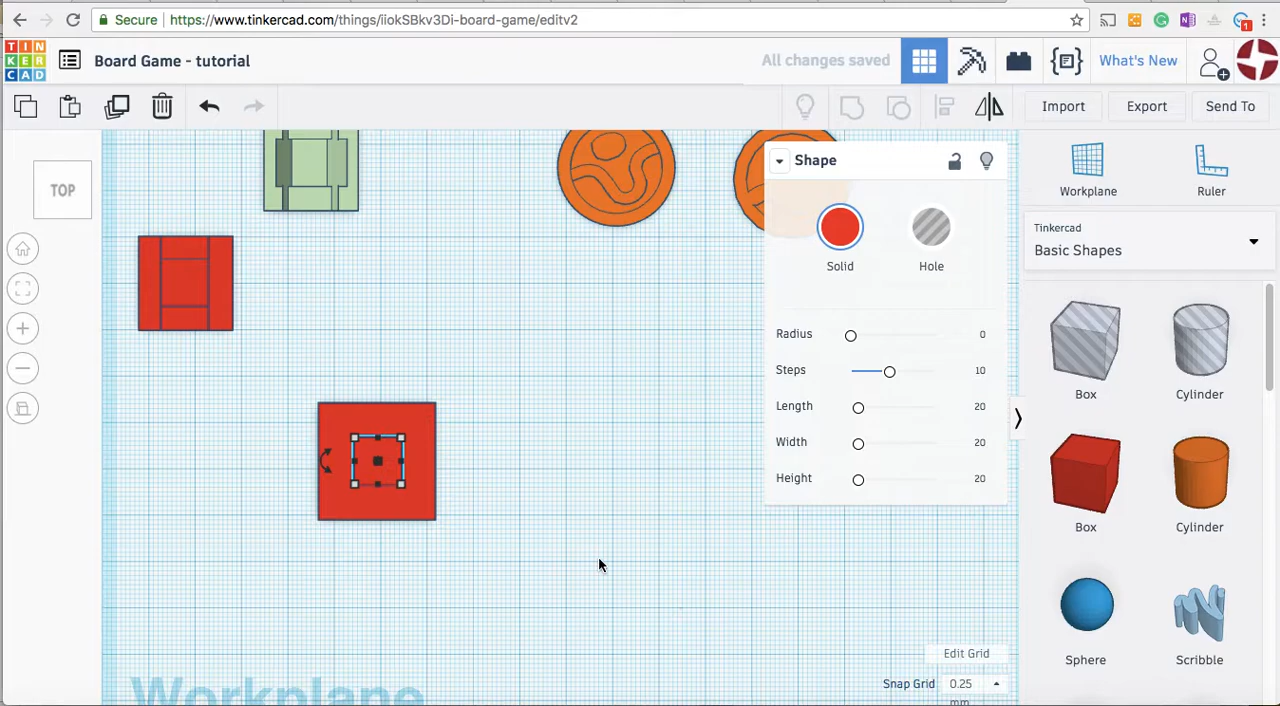 Secure
https://www.tinkercad.com/things/iiokSBkv3Di-board-game/editv2
1
TIN
KER
CAD
Board Game - tutorial
All changes saved
What's New
Import
Export
Send To
TOP
Shape
Solid
Hole
Radius 0
Steps 10
Length 20
Width 20
Height 20
Workplane
Ruler
Tinkercad
Basic Shapes
Box
Cylinder
Box
Cylinder
Sphere
Scribble
Edit Grid
Snap Grid 0.25
mm
Workplane